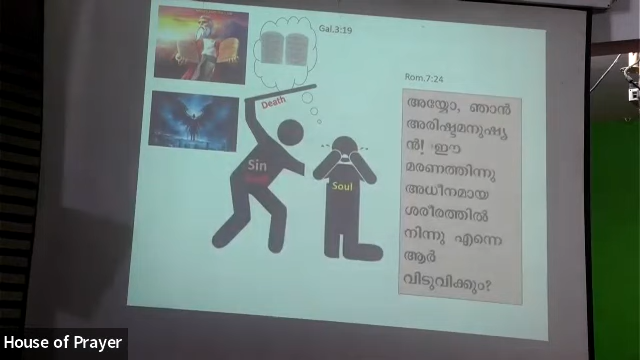 Gal.3:19
Rom.7:24
Death
Sin
Soul
അയ്യോ, ഞാൻ
അരിഷ്ടമനുഷ്യ
ൻ! ഈ
മരണത്തിന്നു
അധീനമായ
ശരീരത്തിൽ
നിന്നു എന്നെ
ആർ
വിടുവിക്കും?
House of Prayer